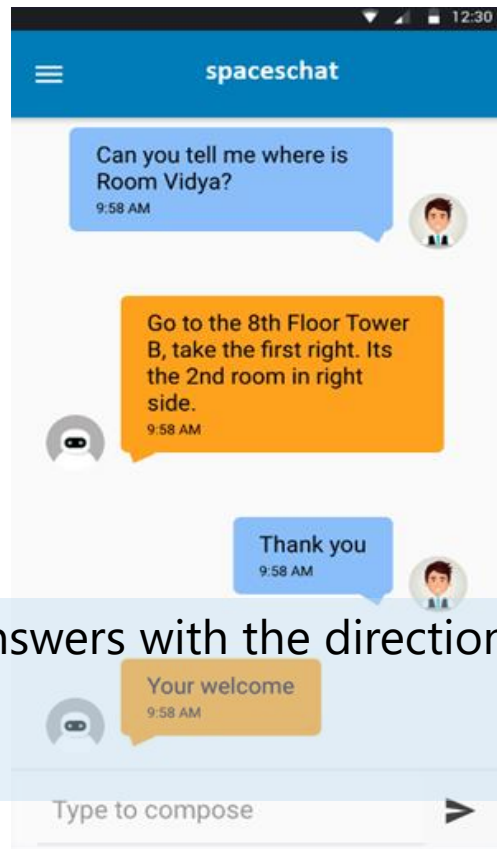 12:30
spaceschat
Can you tell me where is
Room Vidya?
9:58 AM
Go to the 8th Floor Tower
B, take the first right. Its
the 2nd room in right
side.
9:58 AM
Thank you
9:58 AM
with the
Your welcome
9:58 AM
Type to compose